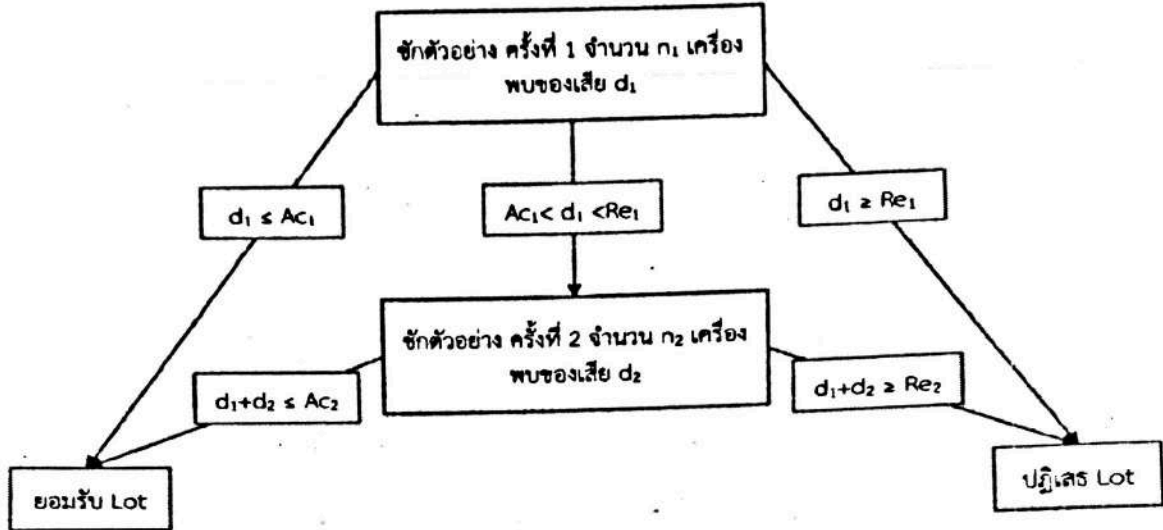 ชักตัวอย่าง ครั้งที่ 1 จำนวน n₁ เครื่อง
พบของเสีย d₁
d₁ ≤ Ac₁
Ac₁< d₁ <Re₁
d₁ ≥ Re₁
ชักตัวอย่าง ครั้งที่ 2 จำนวน n₂ เครื่อง
พบของเสีย d₂
d₁+d₂ ≤ Ac₂
d₁+d₂ ≥ Re₂
ยอมรับ Lot
ปฏิเสธ Lot